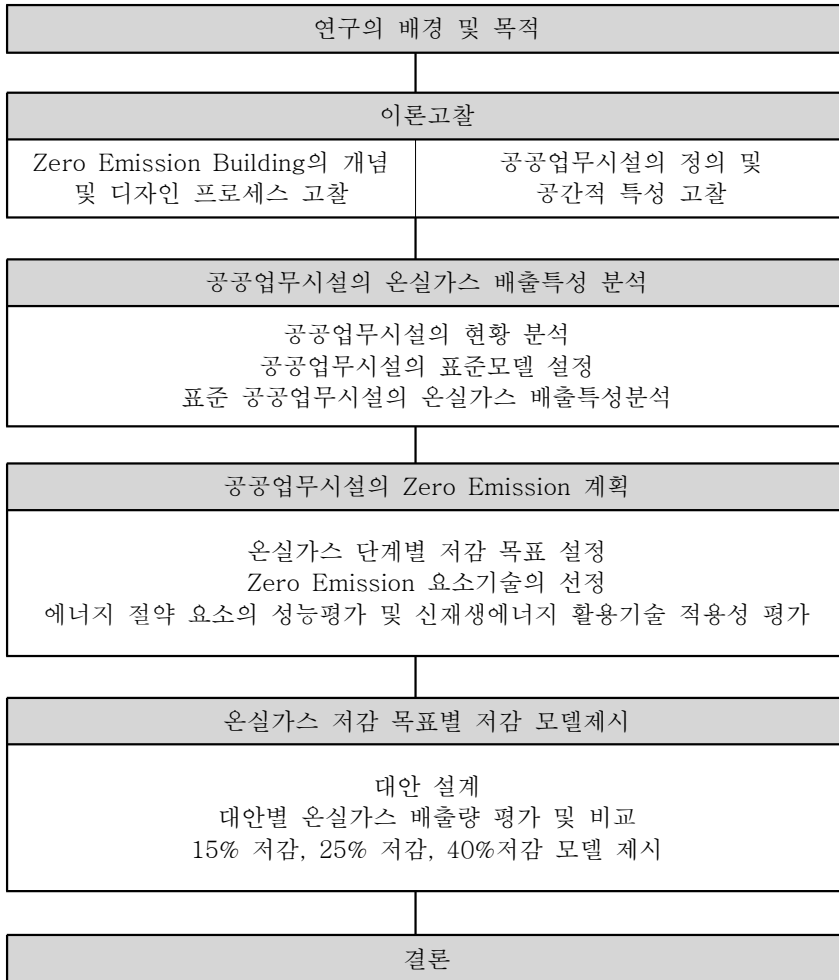 연구의 배경 및 목적
이론고찰
Zero Emission Building의 개념
및 디자인 프로세스 고찰
공공업무시설의 정의 및
공간적 특성 고찰
공공업무시설의 온실가스 배출특성 분석
공공업무시설의 현황 분석
공공업무시설의 표준모델 설정
표준 공공업무시설의 온실가스 배출특성분석
공공업무시설의 Zero Emission 계획
온실가스 단계별 저감 목표 설정
Zero Emission 요소기술의 선정
에너지 절약 요소의 성능평가 및 신재생에너지 활용기술 적용성 평가
온실가스 저감 목표별 저감 모델제시
대안 설계
대안별 온실가스 배출량 평가 및 비교
15% 저감, 25% 저감, 40%저감 모델 제시
결론